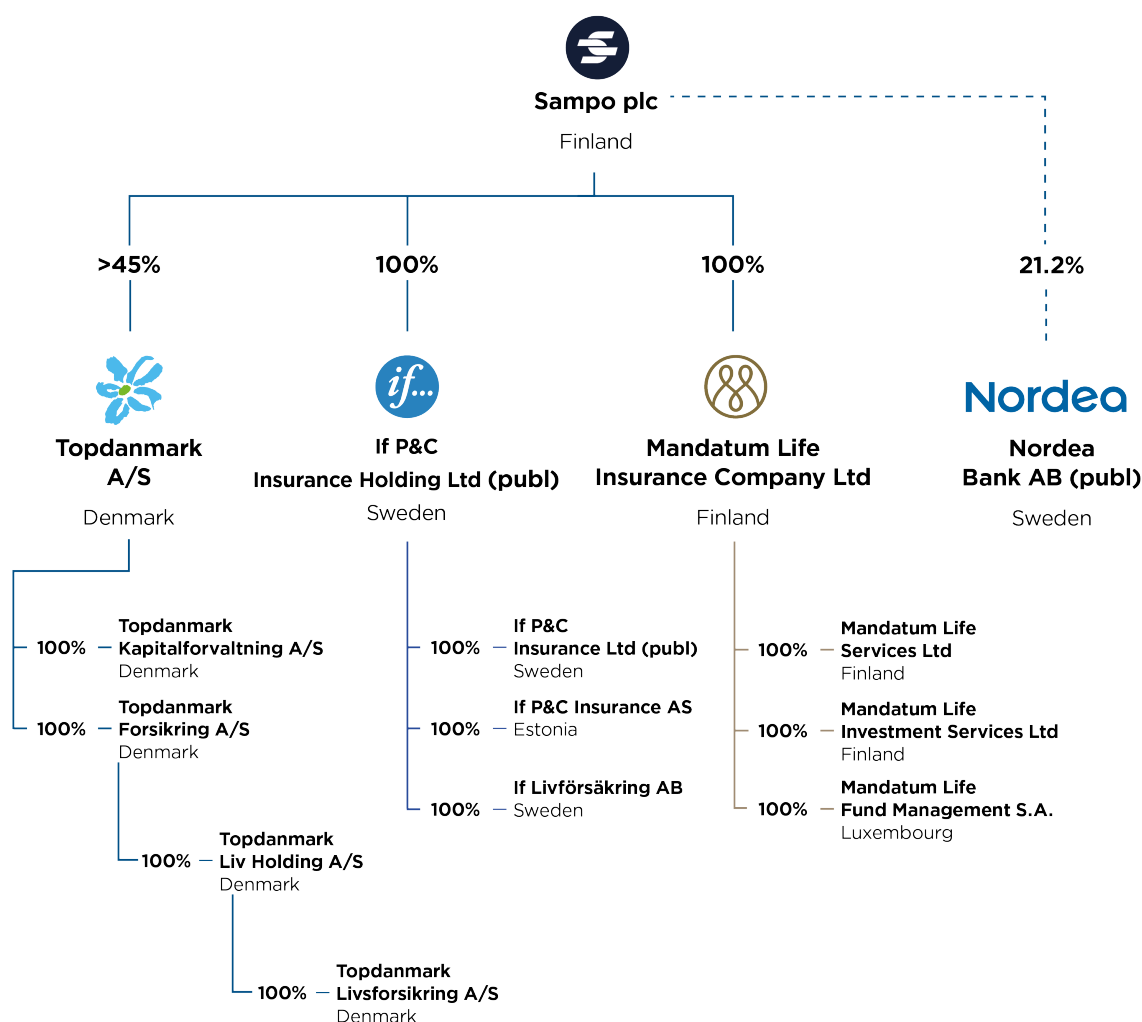 Sampo plc
Finland
>45%
100%
100%
21.2%
if...
Nordea
Topdanmark
A/S
Denmark
If P&C
Insurance Holding Ltd (publ)
Sweden
Mandatum Life
Insurance Company Ltd
Finland
Nordea
Bank AB (publ)
Sweden
100%
Topdanmark
Kapitalforvaltning A/S
Denmark
100%
Topdanmark
Forsikring A/S
Denmark
100%
Topdanmark
Liv Holding A/S
Denmark
100%
Topdanmark
Livsforsikring A/S
Denmark
100%
If P&C
Insurance Ltd (publ)
Sweden
100%
If P&C Insurance AS
Estonia
100%
If Livförsäkring AB
Sweden
100%
Mandatum Life
Services Ltd
Finland
100%
Mandatum Life
Investment Services Ltd
Finland
100%
Mandatum Life
Fund Management S.A.
Luxembourg